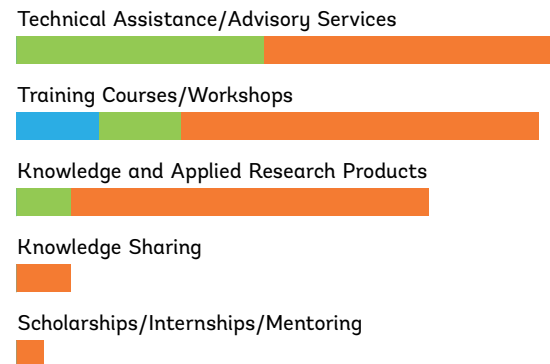 Technical Assistance/Advisory Services
Training Courses/Workshops
Knowledge and Applied Research Products
Knowledge Sharing
Scholarships/Internships/Mentoring